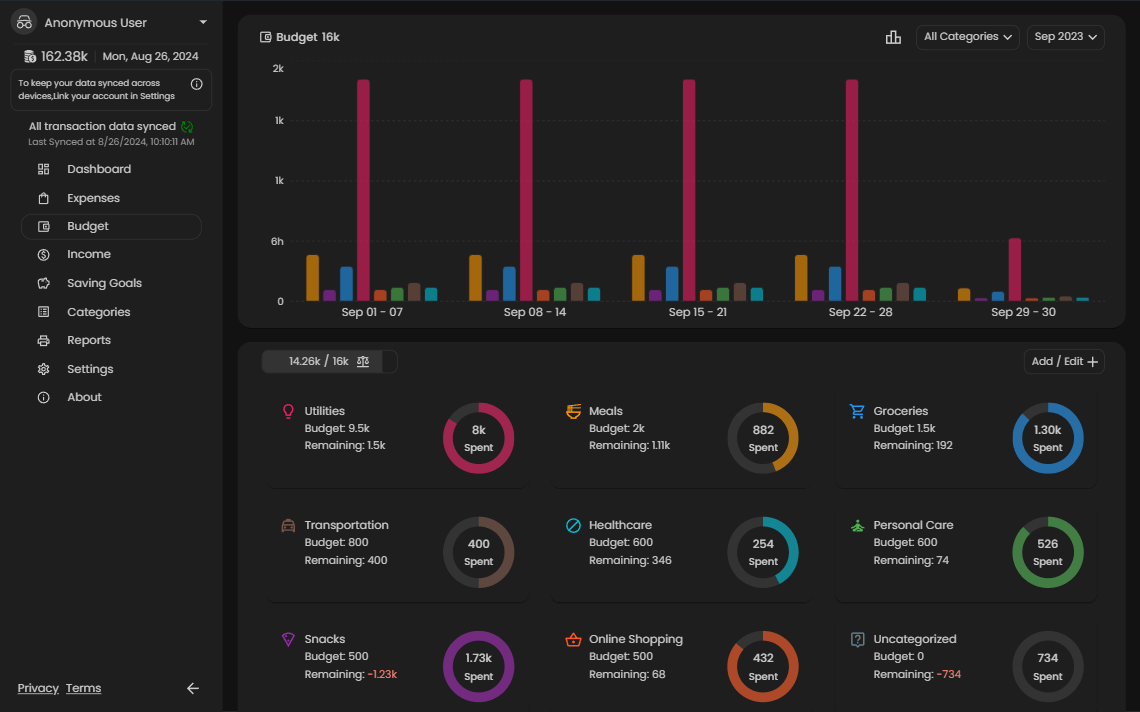 Anonymous User
162.38k Mon, Aug 26, 2024
To keep your data synced across
devices,Link your account in Settings
All transaction data synced
Last Synced at 8/26/2024, 10:10:11 AM
Dashboard
Expenses
Budget
Income
Saving Goals
Categories
Reports
Settings
About
Privacy Terms
Budget 16k
All Categories
Sep 2023
2k
1k
1k
6h
0
Sep 01 - 07
Sep 08 - 14
Sep 15 - 21
Sep 22 - 28
Sep 29 - 30
14.26k / 16k
Add / Edit
Utilities
Budget: 9.5k
Remaining: 1.5k
8k
Spent
Meals
Budget: 2k
Remaining: 1.11k
882
Spent
Groceries
Budget: 1.5k
Remaining: 192
1.30k
Spent
Transportation
Budget: 800
Remaining: 400
400
Spent
Healthcare
Budget: 600
Remaining: 346
254
Spent
Personal Care
Budget: 600
Remaining: 74
526
Spent
Snacks
Budget: 500
Remaining: -1.23k
1.73k
Spent
Online Shopping
Budget: 500
Remaining: 68
432
Spent
Uncategorized
Budget: 0
Remaining: -734
734
Spent